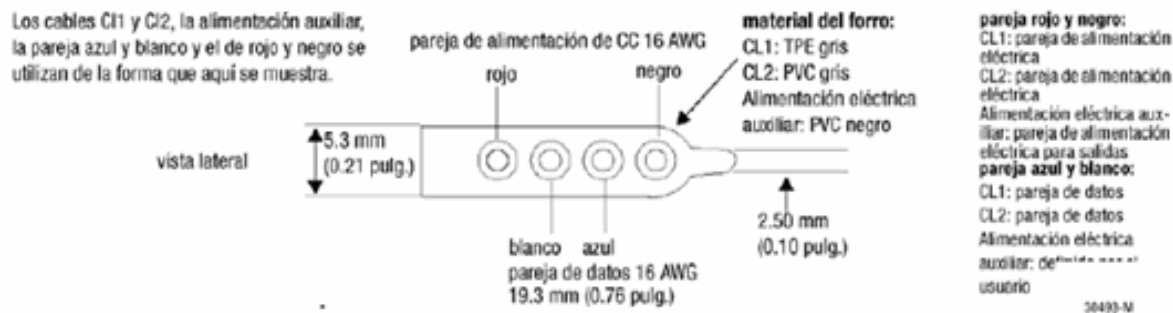 Los cables Cl1 y Cl2, la alimentación auxiliar,
la pareja azul y blanco y el de rojo y negro se
utilizan de la forma que aquí se muestra.
pareja de alimentación de CC 16 AWG
rojo
negro
material del forro:
CL1: TPE gris
CL2: PVC gris
Alimentación eléctrica
auxiliar: PVC negro
vista lateral
5.3 mm
(0.21 pulg.)
2.50 mm
(0.10 pulg.)
blanco azul
pareja de datos 16 AWG
19.3 mm (0.76 pulg.)
pareja rojo y negro:
CL1: pareja de alimentación
eléctrica
CL2: pareja de alimentación
eléctrica
Alimentación eléctrica aux-
iliar: pareja de alimentación
eléctrica para salidas
pareja azul y blanco:
CL1: pareja de datos
CL2: pareja de datos
Alimentación eléctrica
auxiliar:
usuario
30493-M